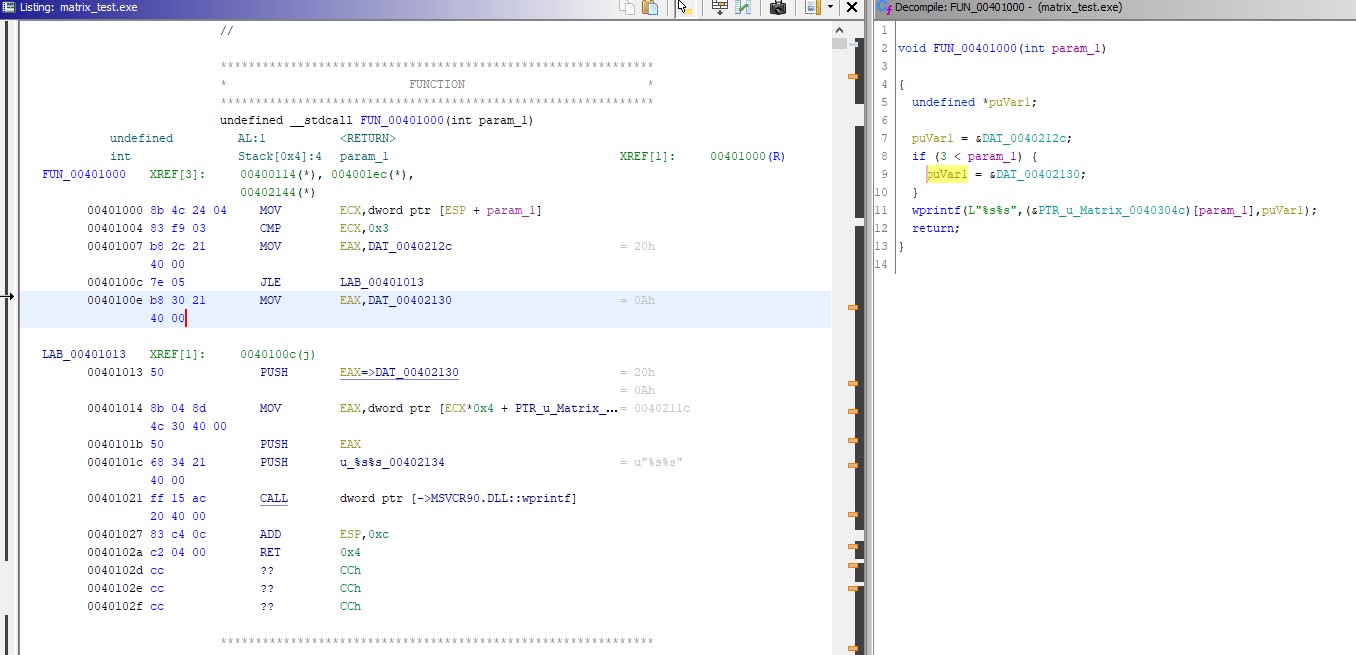 Listing: matrix_test.exe
//
*************************************************************
* FUNCTION *
*************************************************************
undefined __stdcall FUN_00401000(int param_1)
undefined AL:1 <RETURN>
int Stack[0x4]:4 param_1 XREF[1]: 00401000(R)
FUN_00401000 XREF[3]: 00400114(*), 004001ec(*),
00402144(*)
00401000 8b 4c 24 04 MOV ECX,dword ptr [ESP + param_1]
00401004 83 f9 03 CMP ECX,0x3
00401007 b8 2c 21 MOV EAX,DAT_0040212c = 20h
40 00
0040100c 7e 05 JLE LAB_00401013
0040100e b8 30 21 MOV EAX,DAT_00402130 = 0Ah
40 00
LAB_00401013 XREF[1]: 0040100c(j)
00401013 50 PUSH EAX=>DAT_00402130 = 20h
= 0Ah
00401014 8b 04 8d MOV EAX,dword ptr [ECX*0x4 + PTR_u_Matrix_... = 0040211c
4c 30 40 00
0040101b 50 PUSH EAX
0040101c 68 34 21 PUSH u_%s%s_00402134 = u"%s%s"
40 00
00401021 ff 15 ac CALL dword ptr [->MSVCR90.DLL::wprintf]
20 40 00
00401027 83 c4 0c ADD ESP,0xc
0040102a c2 04 00 RET 0x4
0040102d cc ?? CCh
0040102e cc ?? CCh
0040102f cc ?? CCh
*************************************************************
Decompile: FUN_00401000 - (matrix_test.exe)
1
2 void FUN_00401000(int param_1)
3
4 {
5 undefined *puVar1;
6
7 puVar1 = &DAT_0040212c;
8 if (3 < param_1) {
9 puVar1 = &DAT_00402130;
10 }
11 wprintf(L"%s%s",(&PTR_u_Matrix_0040304c)[param_1],puVar1);
12 return;
13 }
14